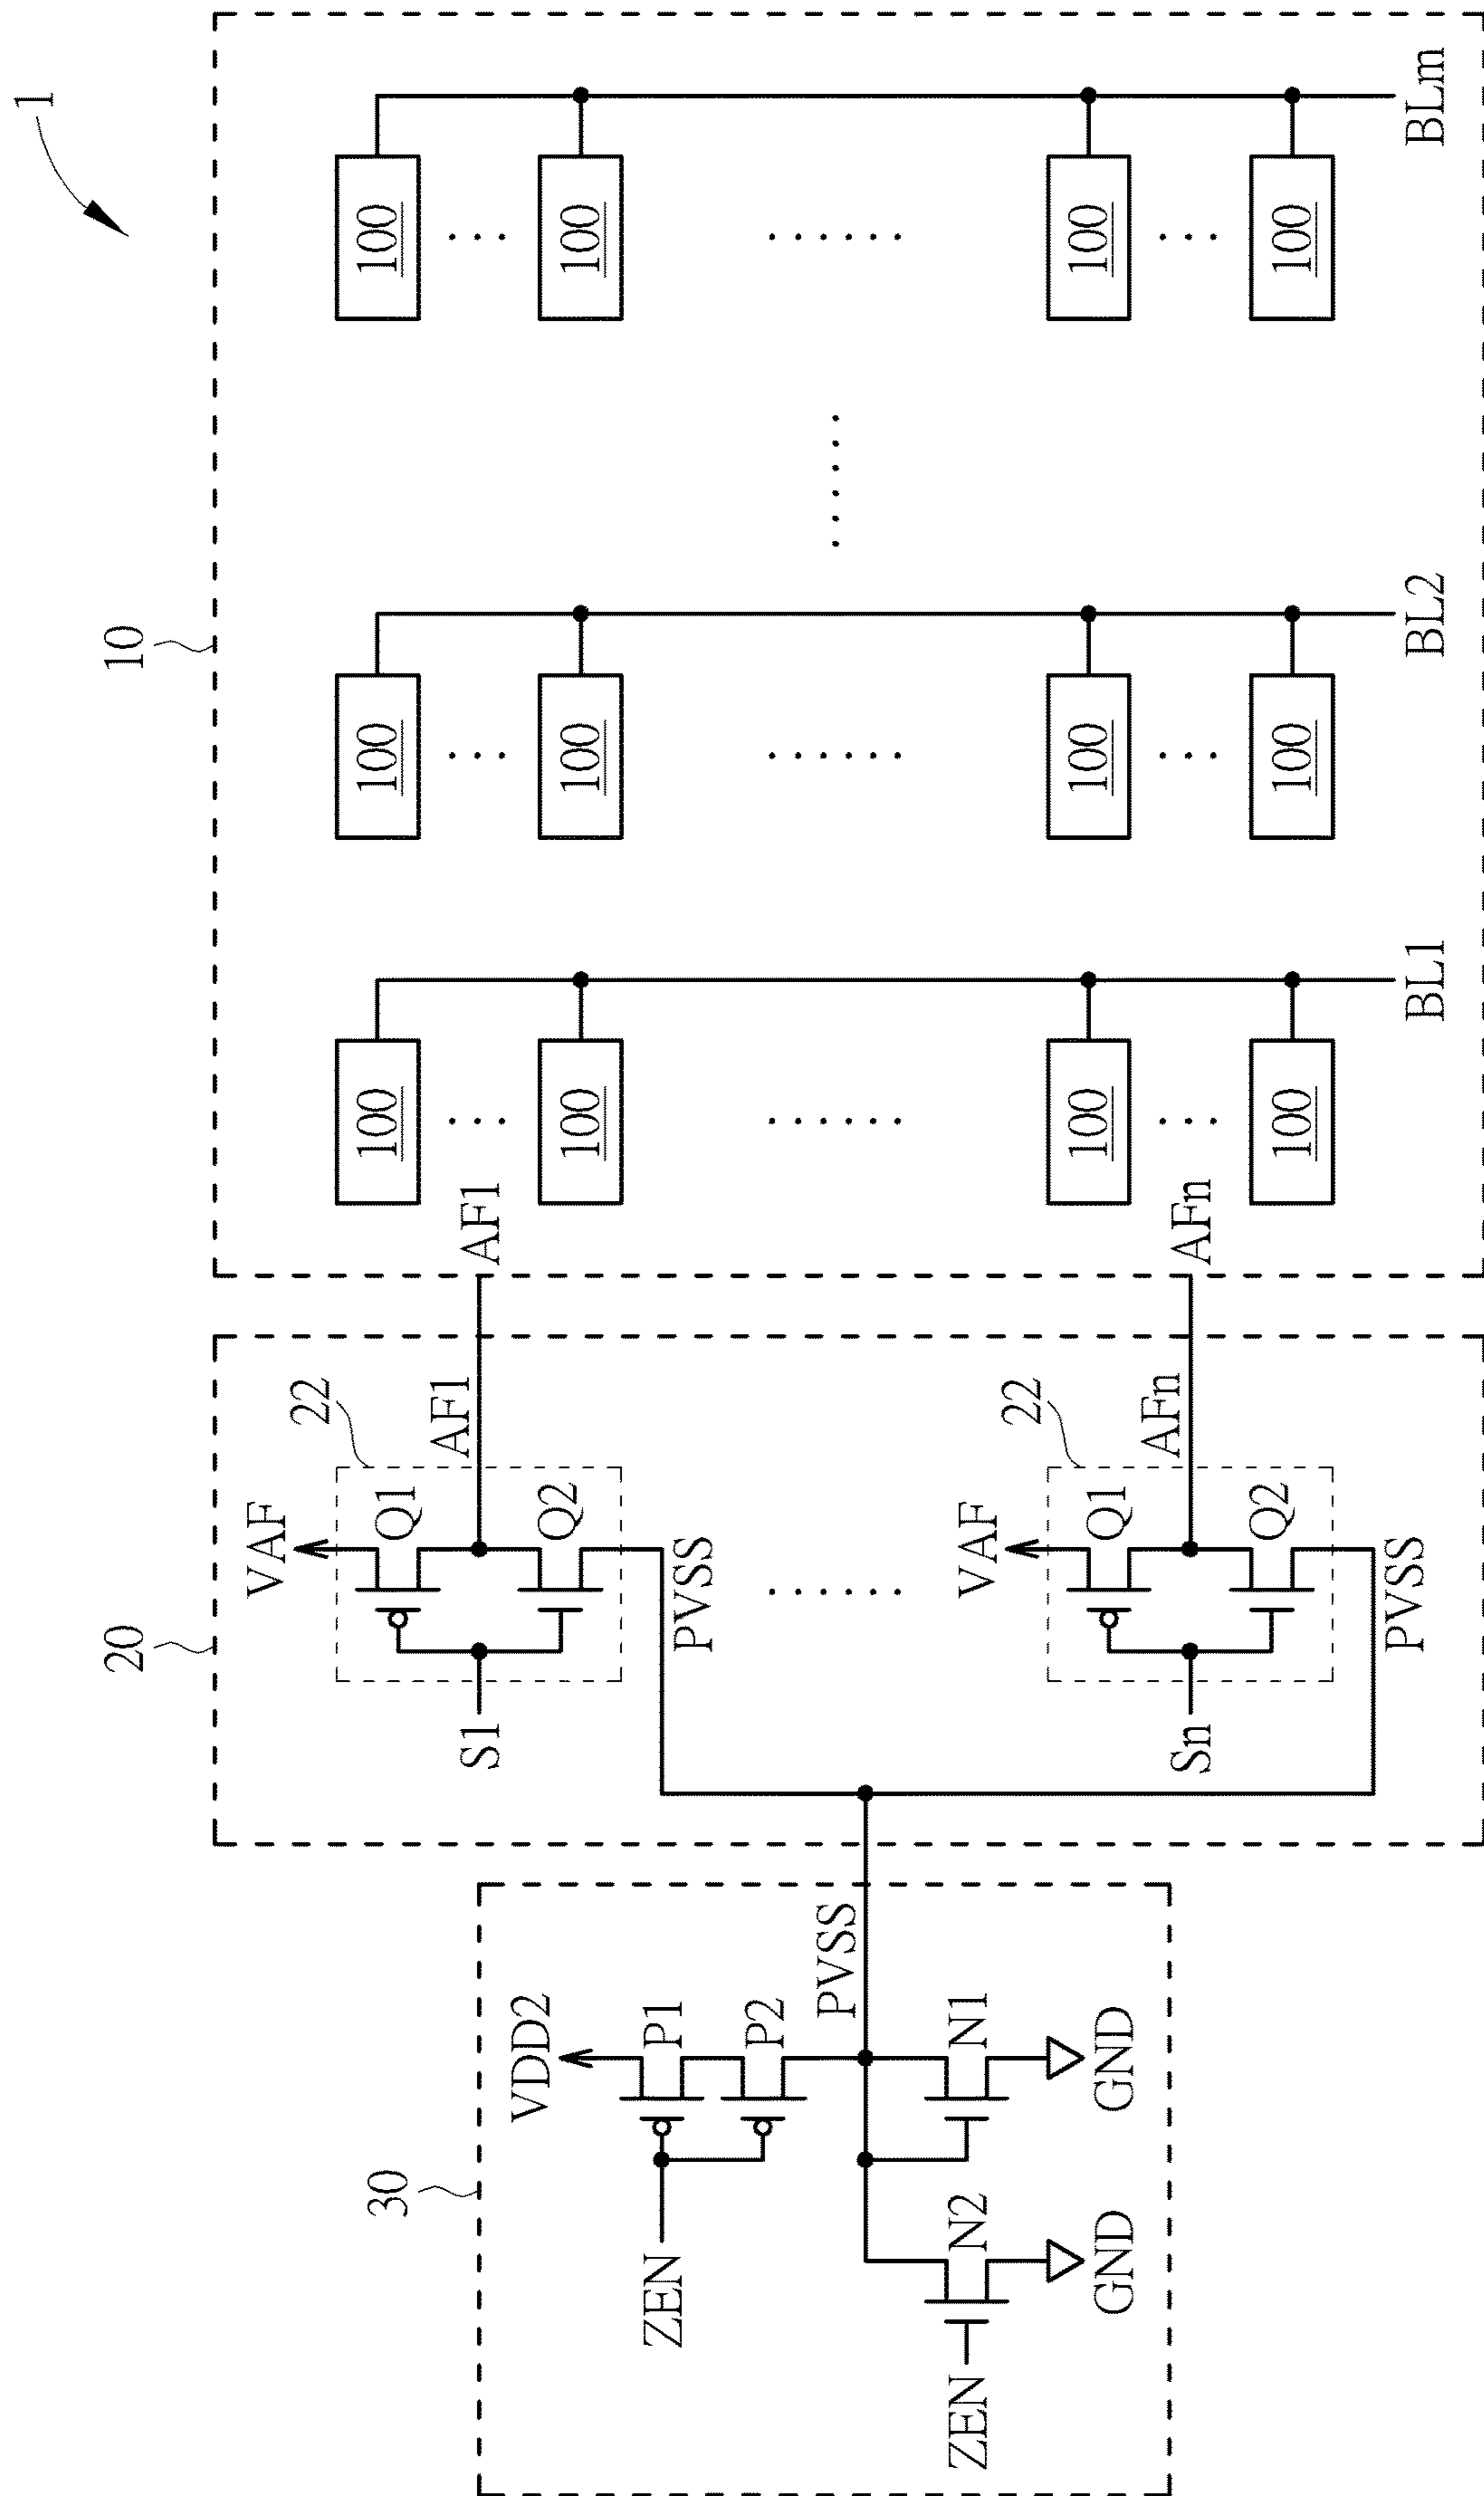 1
10
20
30
VDD2
P1
P2
ZEN
PVSS
N1
N2
ZEN
GND
GND
VAF
22
Q1
AF1
S1
Q2
PVSS
VAF
22
Q1
AFn
Sn
Q2
PVSS
AF1
AFn
100 100 100
100 100 100
100 100 100
100 100 100
BL1 BL2 BLm